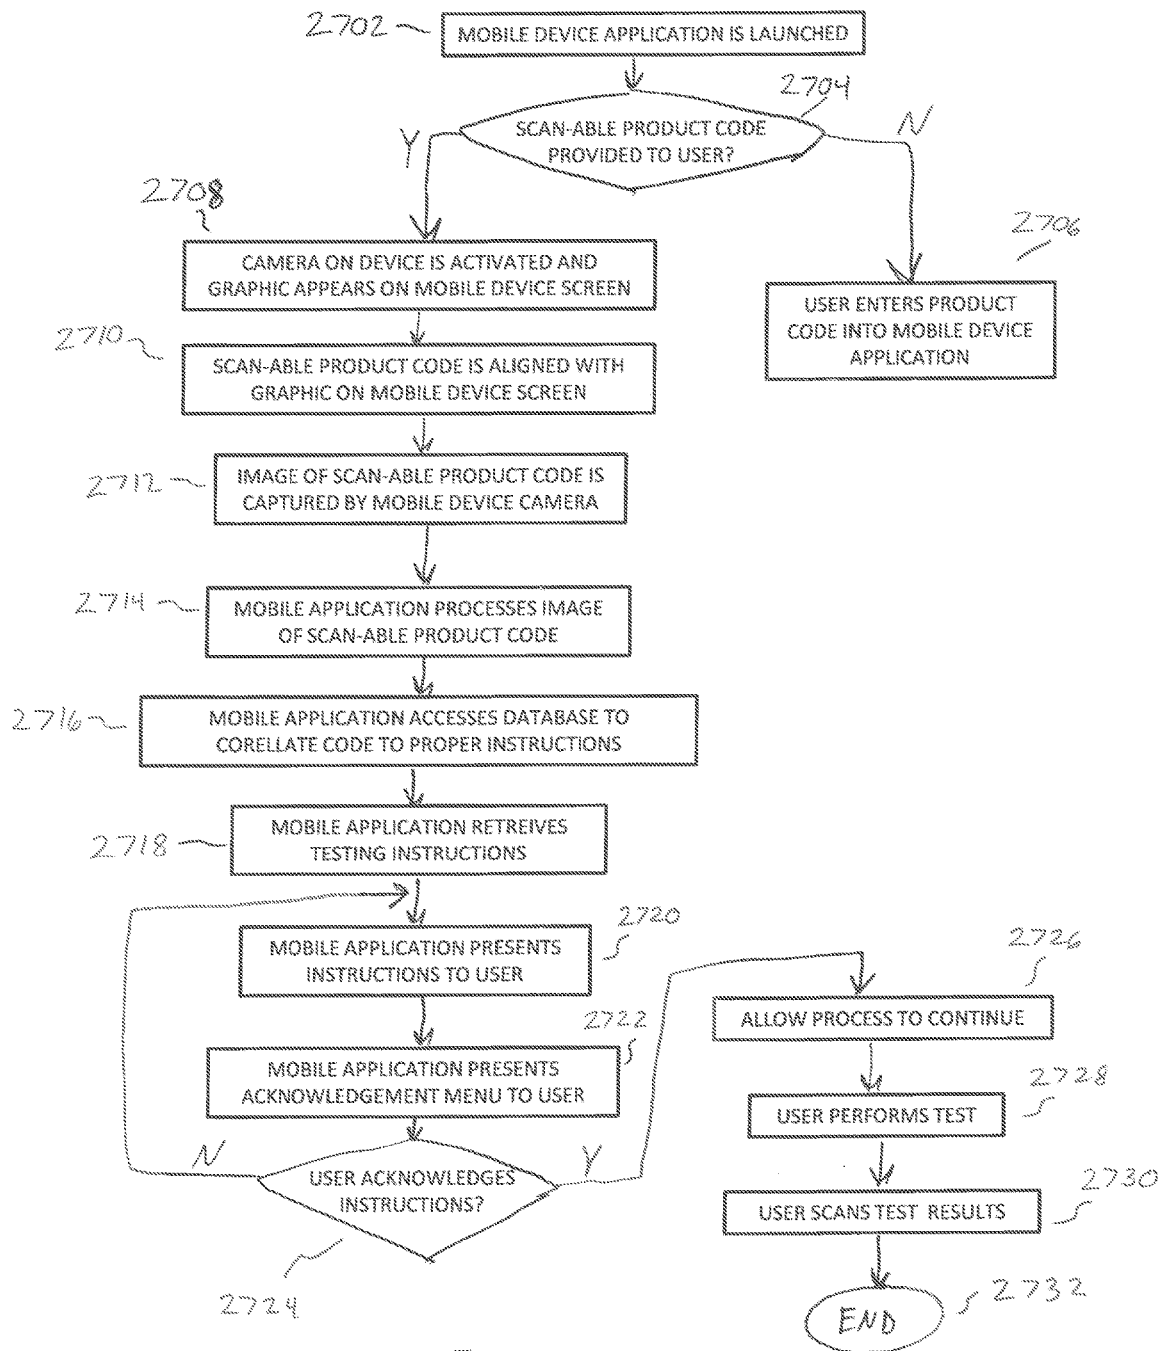 2702
MOBILE DEVICE APPLICATION IS LAUNCHED
2704
SCAN-ABLE PRODUCT CODE
PROVIDED TO USER?
Y
N
2708
CAMERA ON DEVICE IS ACTIVATED AND
GRAPHIC APPEARS ON MOBILE DEVICE SCREEN
2706
USER ENTERS PRODUCT
CODE INTO MOBILE DEVICE
APPLICATION
2710
SCAN-ABLE PRODUCT CODE IS ALIGNED WITH
GRAPHIC ON MOBILE DEVICE SCREEN
2712
IMAGE OF SCAN-ABLE PRODUCT CODE IS
CAPTURED BY MOBILE DEVICE CAMERA
2714
MOBILE APPLICATION PROCESSES IMAGE
OF SCAN-ABLE PRODUCT CODE
2716
MOBILE APPLICATION ACCESSES DATABASE TO
CORELLATE CODE TO PROPER INSTRUCTIONS
2718
MOBILE APPLICATION RETREIVES
TESTING INSTRUCTIONS
2720
MOBILE APPLICATION PRESENTS
INSTRUCTIONS TO USER
2722
MOBILE APPLICATION PRESENTS
ACKNOWLEDGEMENT MENU TO USER
N
Y
USER ACKNOWLEDGES
INSTRUCTIONS?
2724
2726
ALLOW PROCESS TO CONTINUE
2728
USER PERFORMS TEST
2730
USER SCANS TEST RESULTS
2732
END